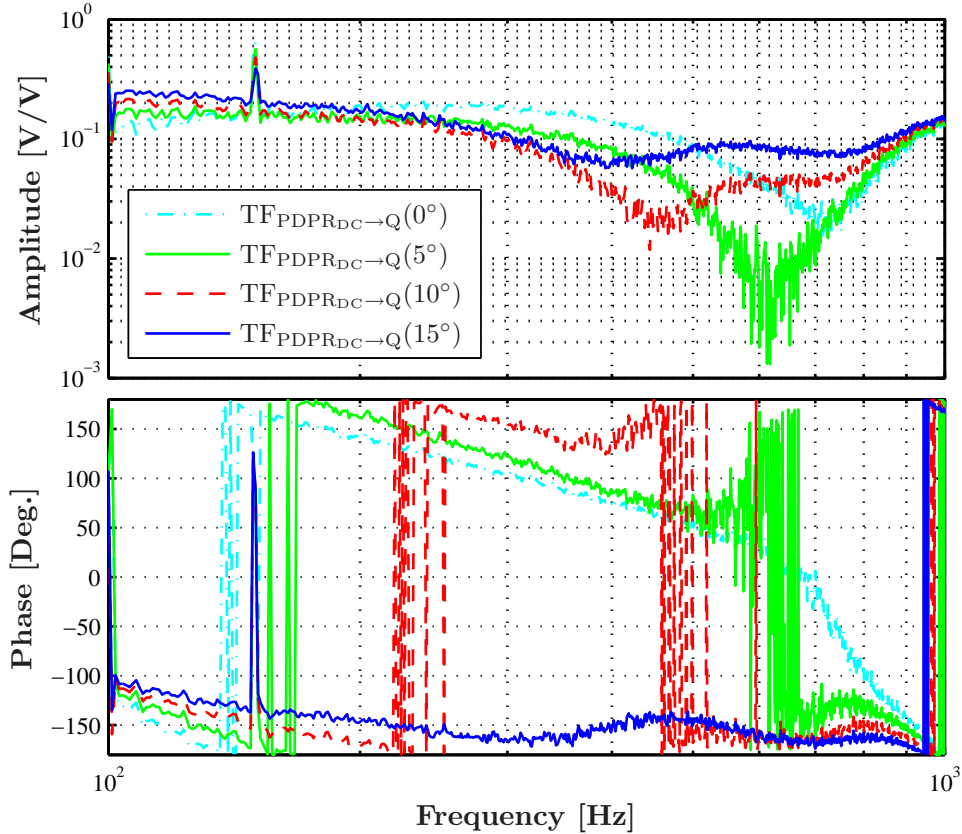 10⁰
10⁻¹
10⁻²
10⁻³
Amplitude [V/V]
TF_PDPR_DC→Q(0°)
TF_PDPR_DC→Q(5°)
TF_PDPR_DC→Q(10°)
TF_PDPR_DC→Q(15°)
150
100
50
0
−50
−100
−150
Phase [Deg.]
10²
10³
Frequency [Hz]